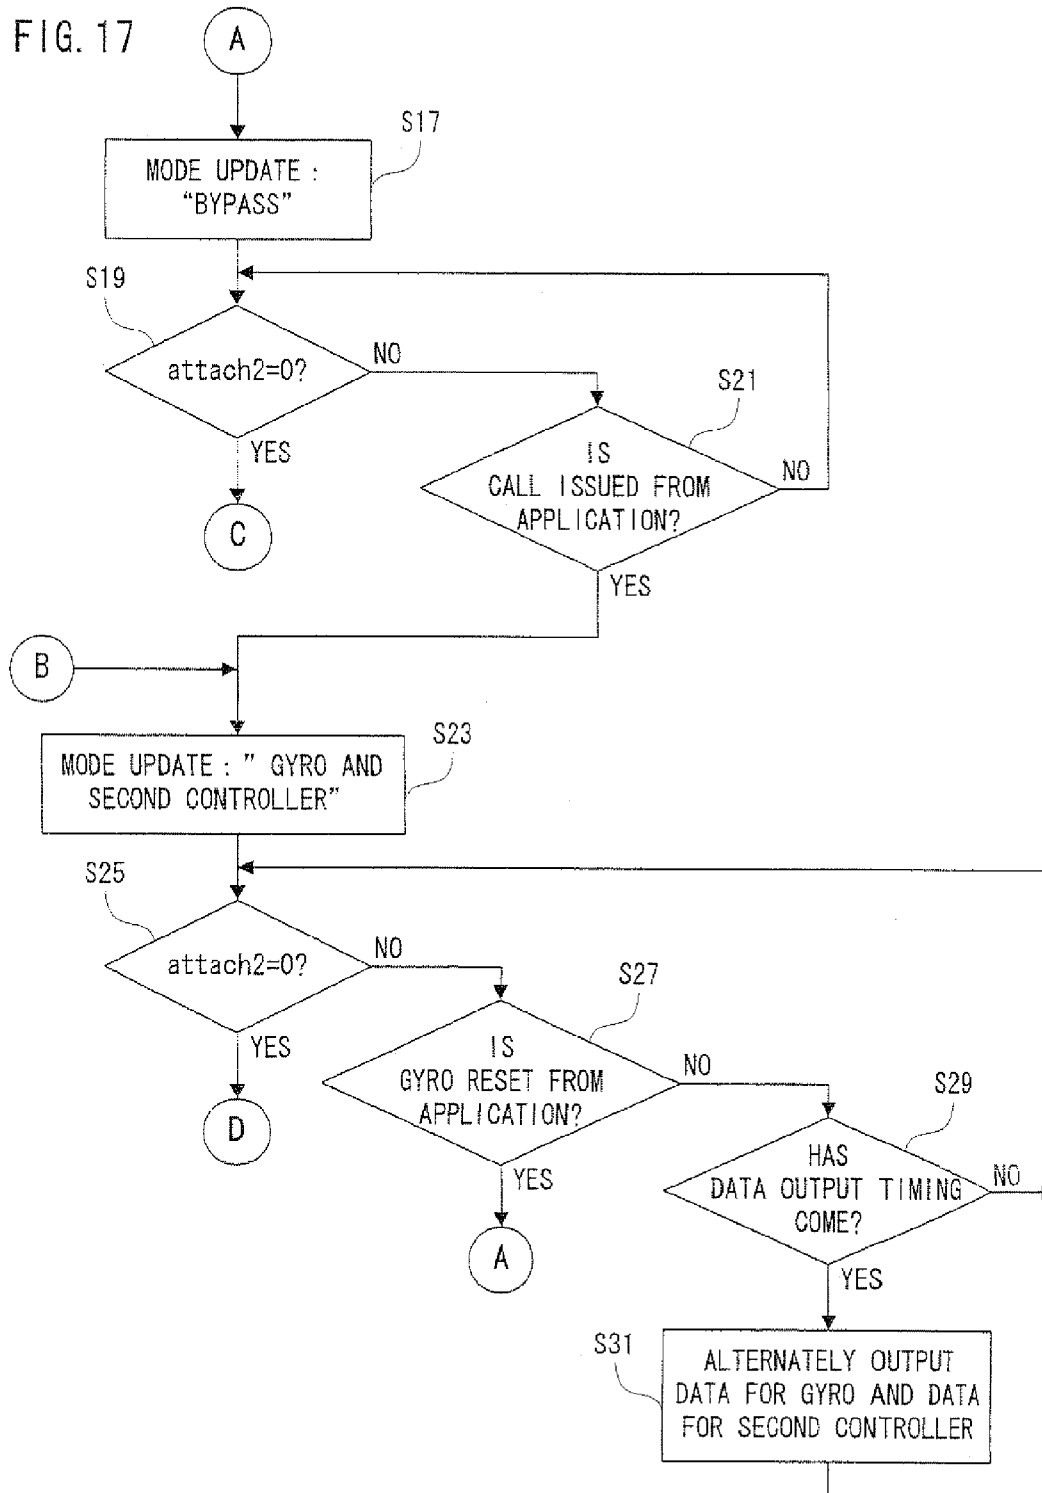 FIG. 17
A
S17
MODE UPDATE :
“BYPASS”
S19
attach2=0?
NO
YES
C
S21
IS
CALL ISSUED FROM
APPLICATION?
NO
YES
B
S23
MODE UPDATE : ” GYRO AND
SECOND CONTROLLER”
S25
attach2=0?
NO
YES
D
S27
IS
GYRO RESET FROM
APPLICATION?
NO
YES
A
S29
HAS
DATA OUTPUT TIMING
COME?
NO
YES
S31
ALTERNATELY OUTPUT
DATA FOR GYRO AND DATA
FOR SECOND CONTROLLER